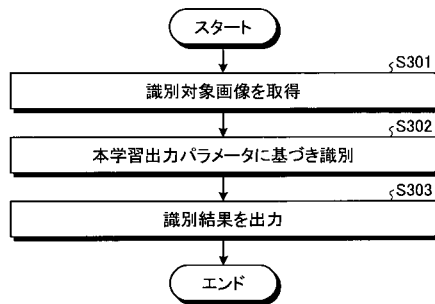 スタート
S301
識別対象画像を取得
S302
本学習出力パラメータに基づき識別
S303
識別結果を出力
エンド